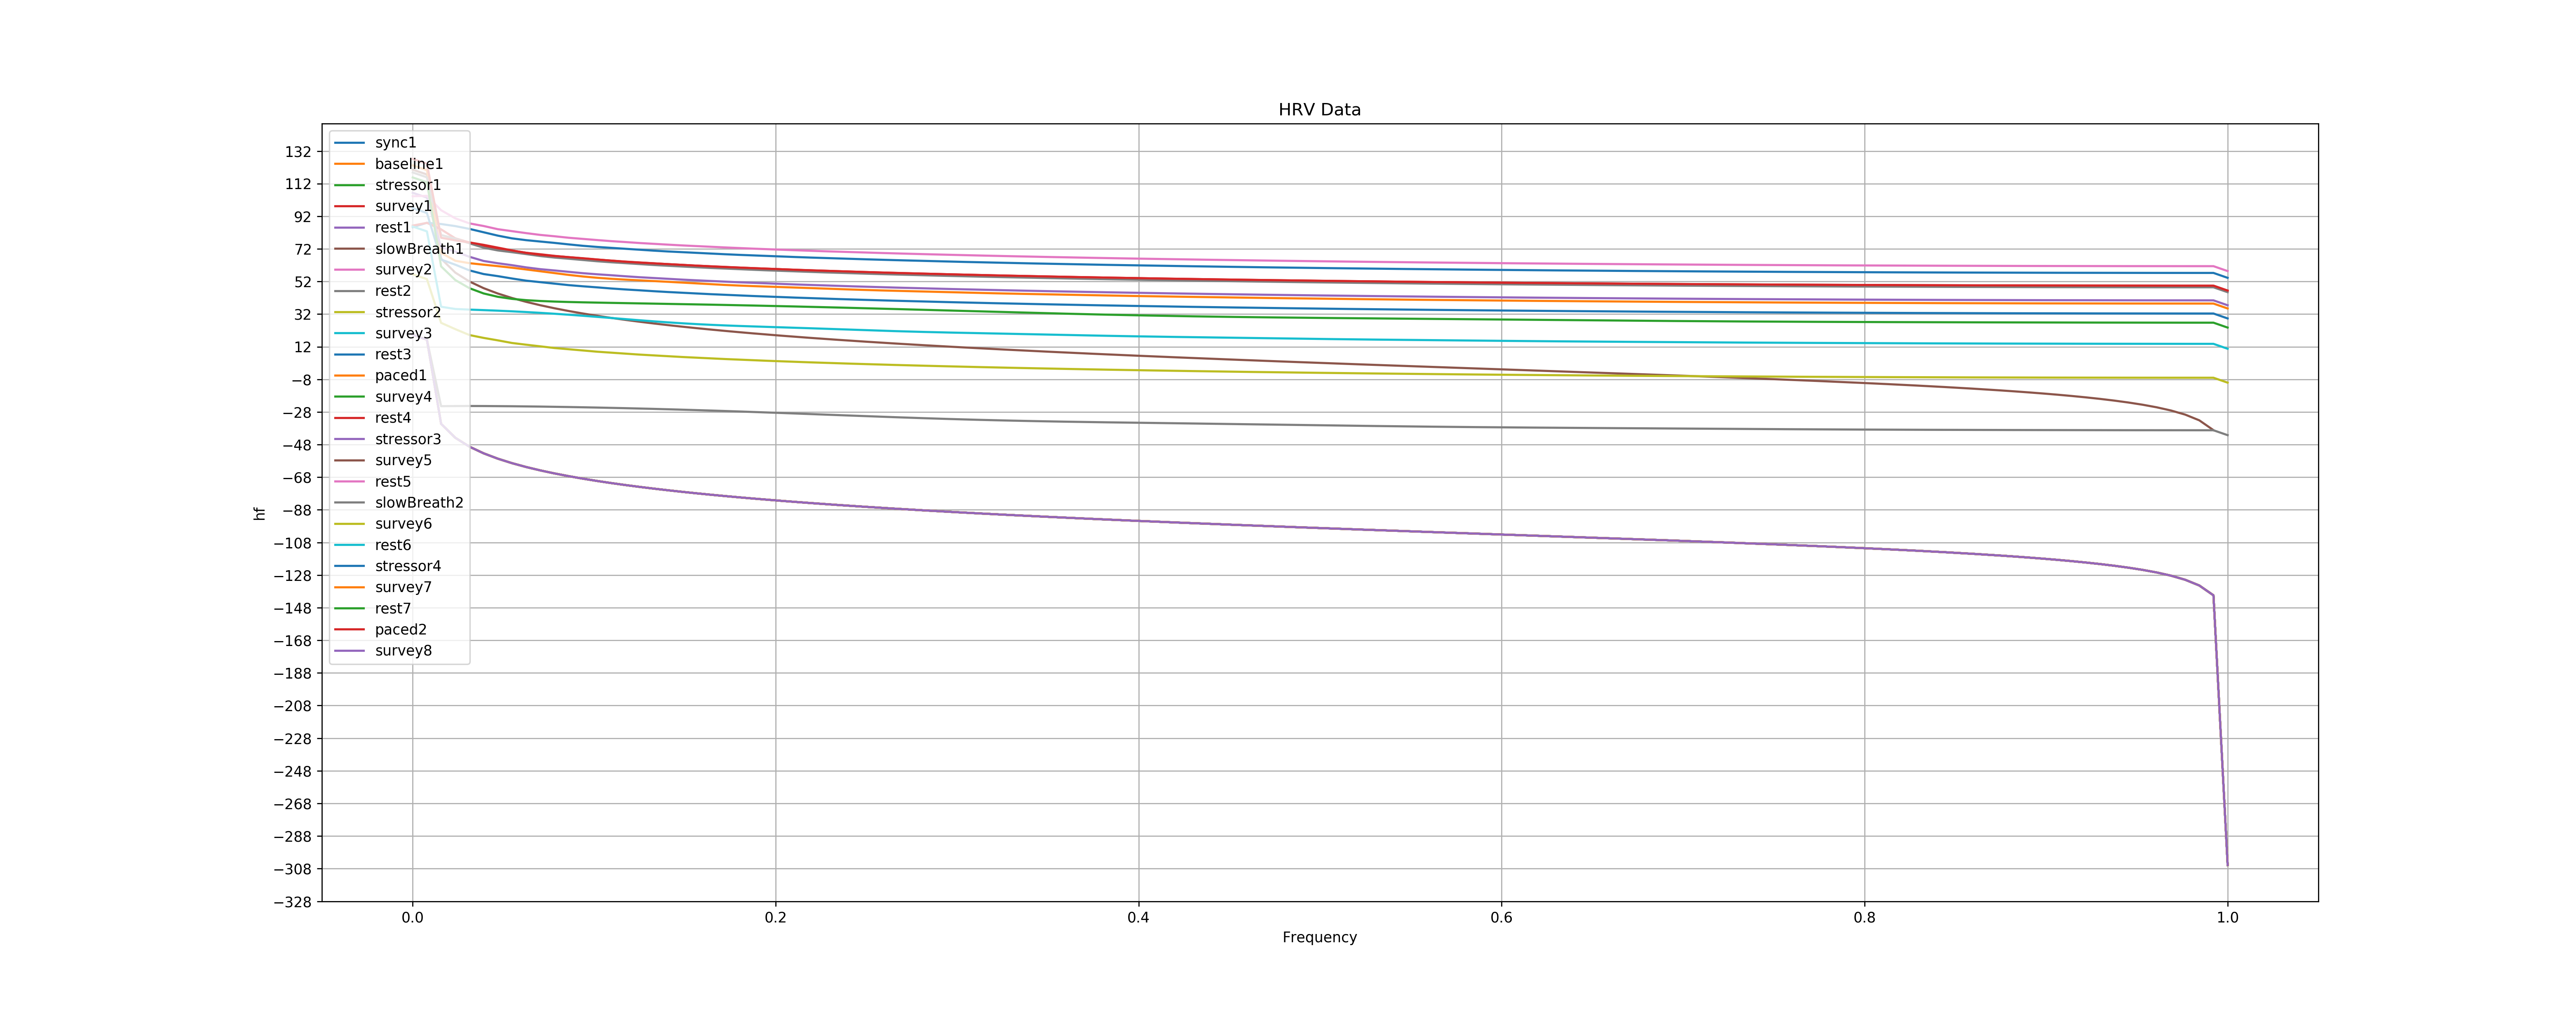 HRV Data
sync1
baseline1
stressor1
survey1
rest1
slowBreath1
survey2
rest2
stressor2
survey3
rest3
paced1
survey4
rest4
stressor3
survey5
rest5
slowBreath2
survey6
rest6
stressor4
survey7
rest7
paced2
survey8
132
112
92
72
52
32
12
−8
−28
−48
−68
−88
−108
−128
−148
−168
−188
−208
−228
−248
−268
−288
−308
−328
hf
0.0 0.2 0.4 0.6 0.8 1.0
Frequency